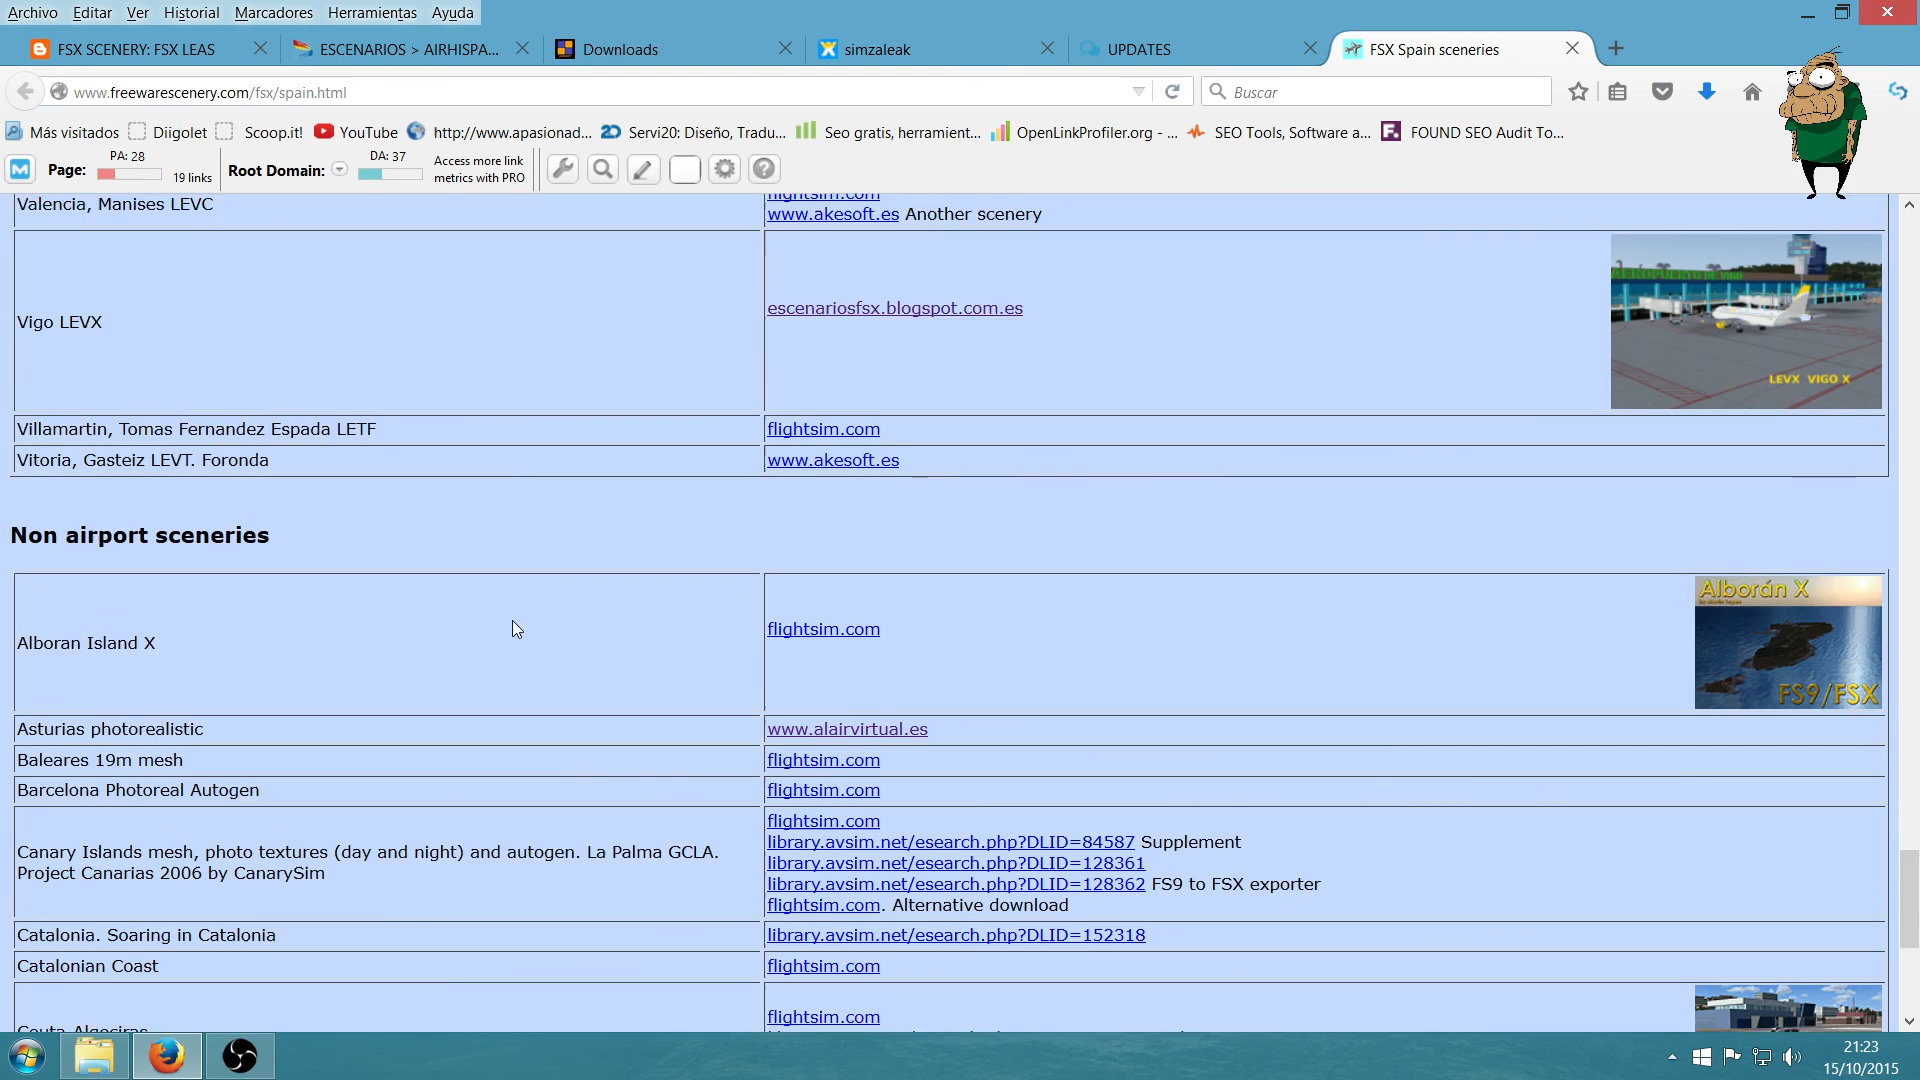 Archivo Editar Ver Historial Marcadores Herramientas Ayuda
FSX SCENERY: FSX LEAS
ESCENARIOS > AIRHISPA...
Downloads
simzaleak
UPDATES
FSX Spain sceneries
www.freewarescenery.com/fsx/spain.html
Buscar
Más visitados Diigolet Scoop.it! YouTube http://www.apasionad... Servi20: Diseño, Tradu... Seo gratis, herramient... OpenLinkProfiler.org - ... SEO Tools, Software a... FOUND SEO Audit To...
Page: PA: 28 19 links Root Domain: DA: 37 Access more link
metrics with PRO
Valencia, Manises LEVC
flightsim.com
www.akesoft.es Another scenery
Vigo LEVX
escenariosfsx.blogspot.com.es
AEROPUERTO DE VIGO
LEVX VIGO X
Villamartin, Tomas Fernandez Espada LETF
flightsim.com
Vitoria, Gasteiz LEVT. Foronda
www.akesoft.es
Non airport sceneries
Alboran Island X
flightsim.com
Alborán X
FS9/FSX
Asturias photorealistic
www.alairvirtual.es
Baleares 19m mesh
flightsim.com
Barcelona Photoreal Autogen
flightsim.com
Canary Islands mesh, photo textures (day and night) and autogen. La Palma GCLA.
Project Canarias 2006 by CanarySim
flightsim.com
library.avsim.net/esearch.php?DLID=84587 Supplement
library.avsim.net/esearch.php?DLID=128361
library.avsim.net/esearch.php?DLID=128362 FS9 to FSX exporter
flightsim.com. Alternative download
Catalonia. Soaring in Catalonia
library.avsim.net/esearch.php?DLID=152318
Catalonian Coast
flightsim.com
Ceuta Algeciras
flightsim.com
21:23
15/10/2015